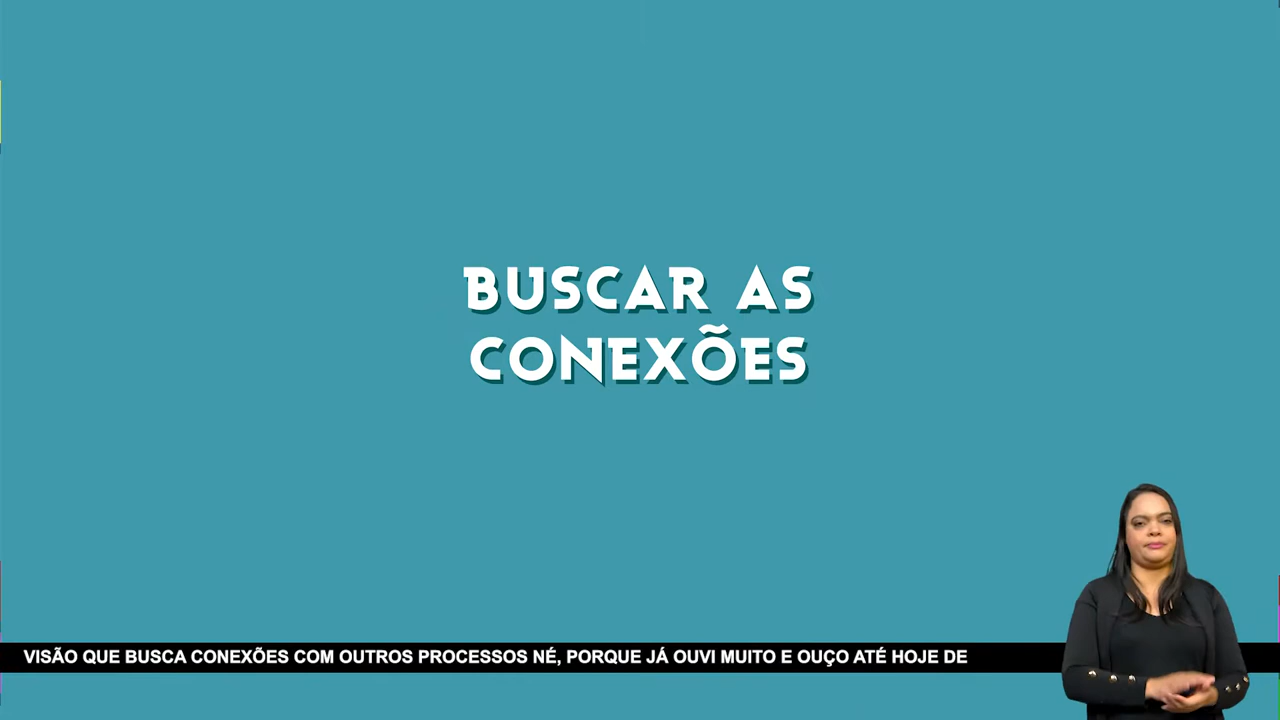 BUSCAR AS
CONEXÕES
VISÃO QUE BUSCA CONEXÕES COM OUTROS PROCESSOS NÉ, PORQUE JÁ OUVI MUITO E OUÇO ATÉ HOJE DE